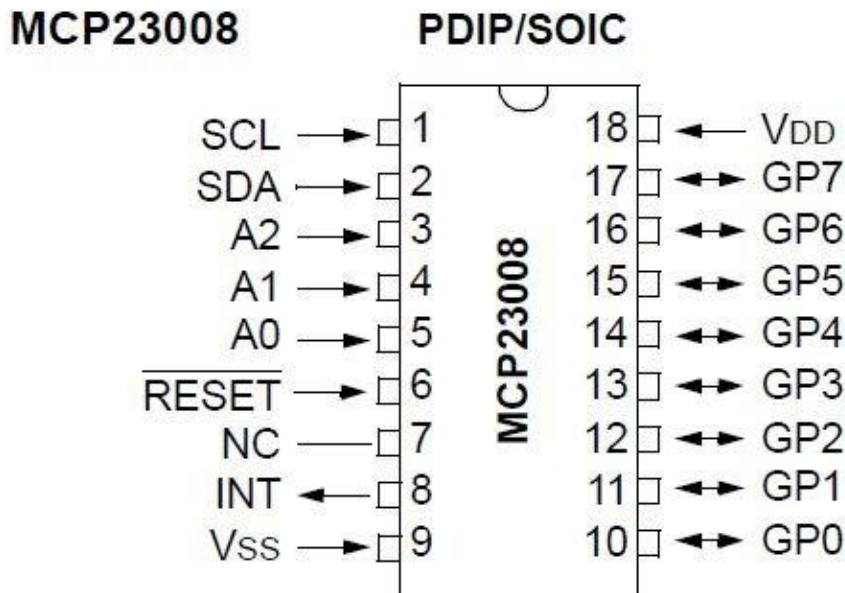 MCP23008 PDIP/SOIC
SCL 1 18 VDD
SDA 2 17 GP7
A2 3 16 GP6
A1 4 15 GP5
A0 5 14 GP4
RESET 6 13 GP3
NC 7 12 GP2
INT 8 11 GP1
VSS 9 10 GP0
MCP23008